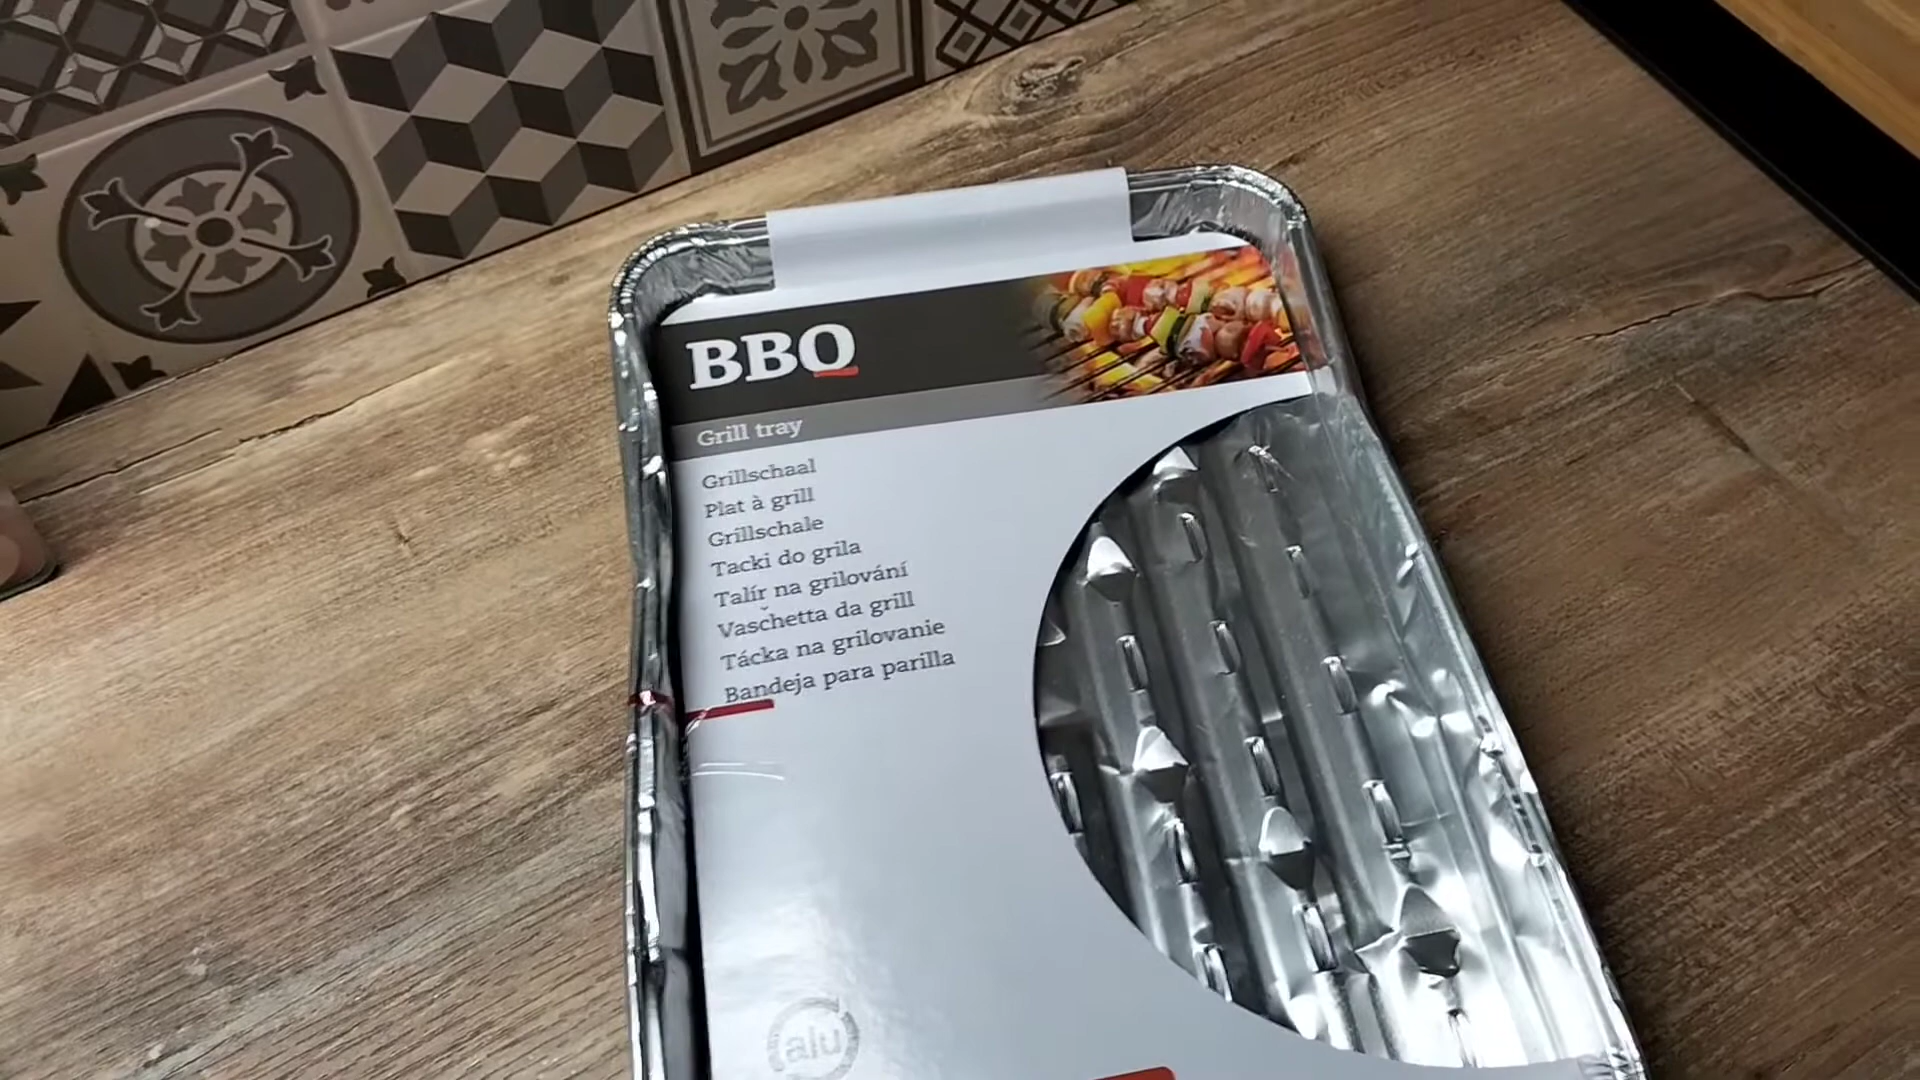 BBQ
Grill tray
Grillschaal
Plat à grill
Grillschale
Tacki do grila
Talír na grilování
Vaschetta da grill
Tácka na grilovanie
Bandeja para parilla
alu